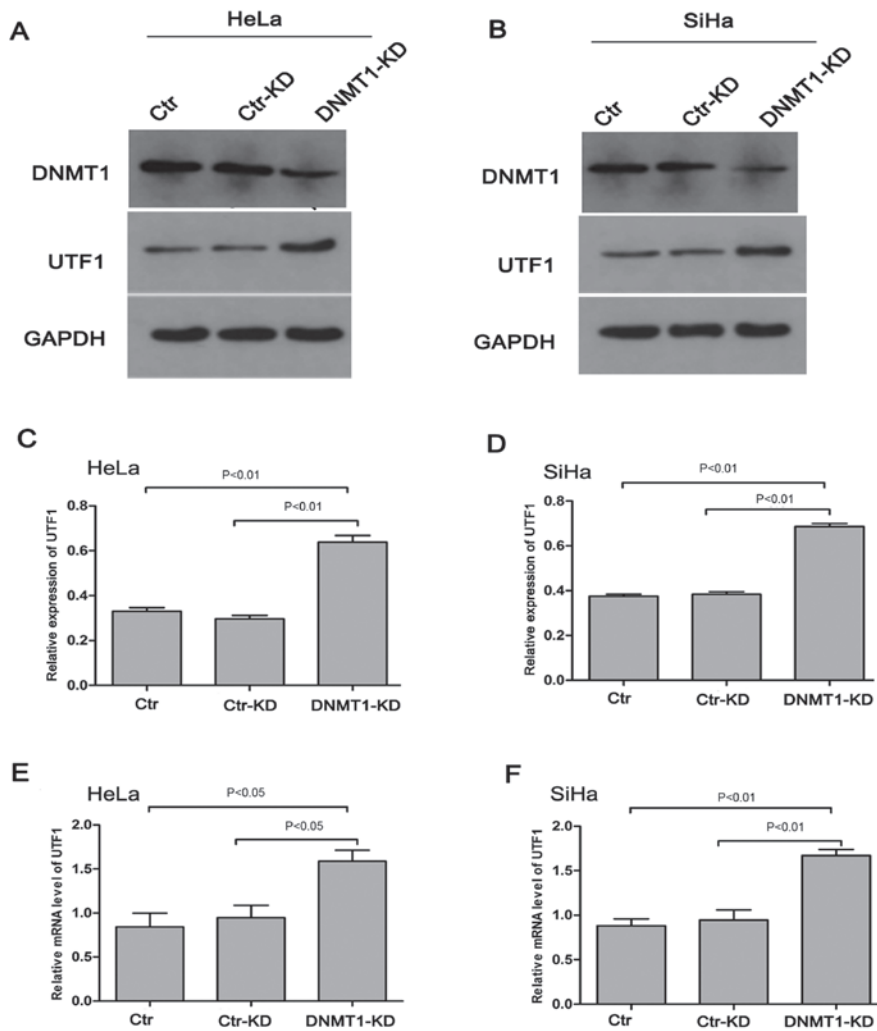 A
HeLa
Ctr
Ctr-KD
DNMT1-KD
DNMT1
UTF1
GAPDH
B
SiHa
Ctr
Ctr-KD
DNMT1-KD
DNMT1
UTF1
GAPDH
C
HeLa
P<0.01
P<0.01
Relative expression of UTF1
0.8
0.6
0.4
0.2
0.0
Ctr
Ctr-KD
DNMT1-KD
D
SiHa
P<0.01
P<0.01
Relative expression of UTF1
0.8
0.6
0.4
0.2
0.0
Ctr
Ctr-KD
DNMT1-KD
E
HeLa
P<0.05
P<0.05
Relative mRNA level of UTF1
2.0
1.5
1.0
0.5
0.0
Ctr
Ctr-KD
DNMT1-KD
F
SiHa
P<0.01
P<0.01
Relative mRNA level of UTF1
2.0
1.5
1.0
0.5
0.0
Ctr
Ctr-KD
DNMT1-KD